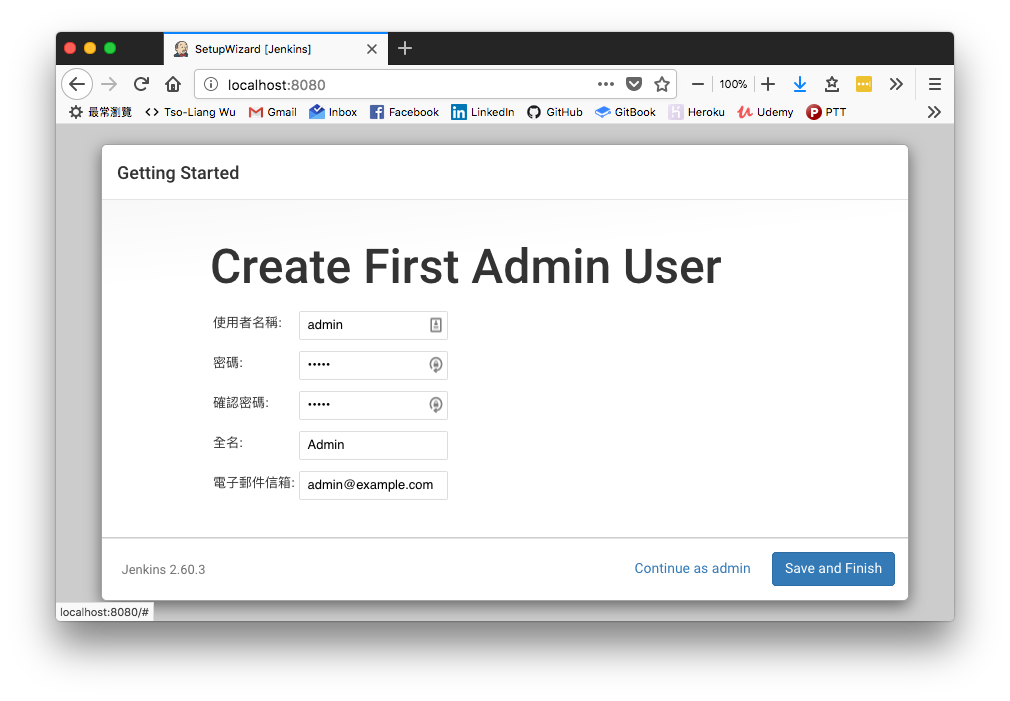 SetupWizard [Jenkins]
localhost:8080
100%
最常瀏覽 Tso-Liang Wu Gmail Inbox Facebook LinkedIn GitHub GitBook Heroku Udemy PTT
Getting Started
Create First Admin User
使用者名稱: admin
密碼: •••••
確認密碼: •••••
全名: Admin
電子郵件信箱: admin@example.com
Jenkins 2.60.3 Continue as admin Save and Finish
localhost:8080/#